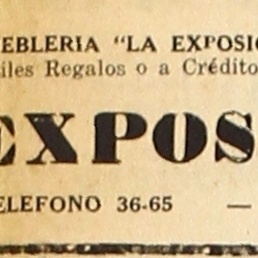 EBLERIA "LA EXPOSIC
iles Regalos o a Crédito
EXPOS
ELEFONO 36-65 —